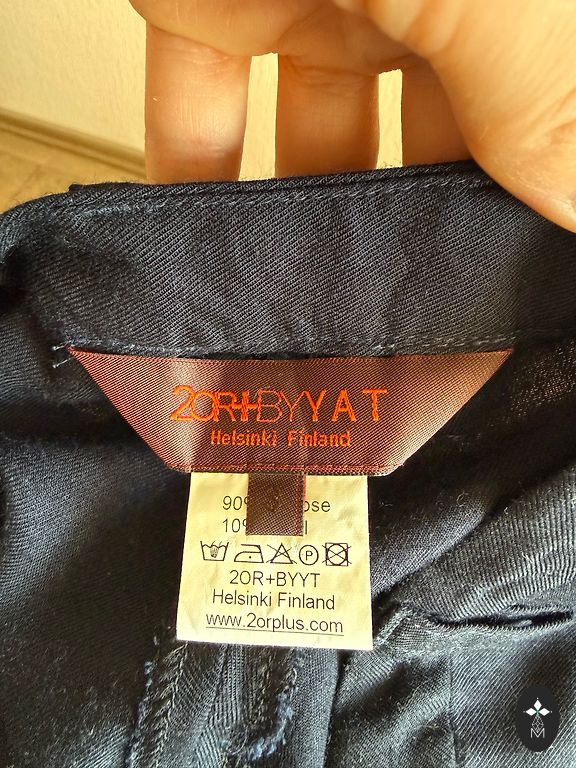 2OR+BYYAT
Helsinki Finland
90%
10%
P
2OR+BYYT
Helsinki Finland
www.2orplus.com
M